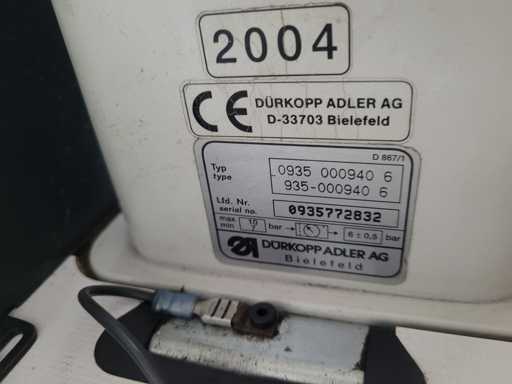 2004
CE DÜRKOPP ADLER AG
D-33703 Bielefeld
D 867/1
Typ 0935 000940 6
type 935-000940 6
Lfd. Nr.
serial no. 0935772832
max 10
min 7 bar 6 ± 0,5 bar
DÜRKOPP ADLER AG
Bielefeld